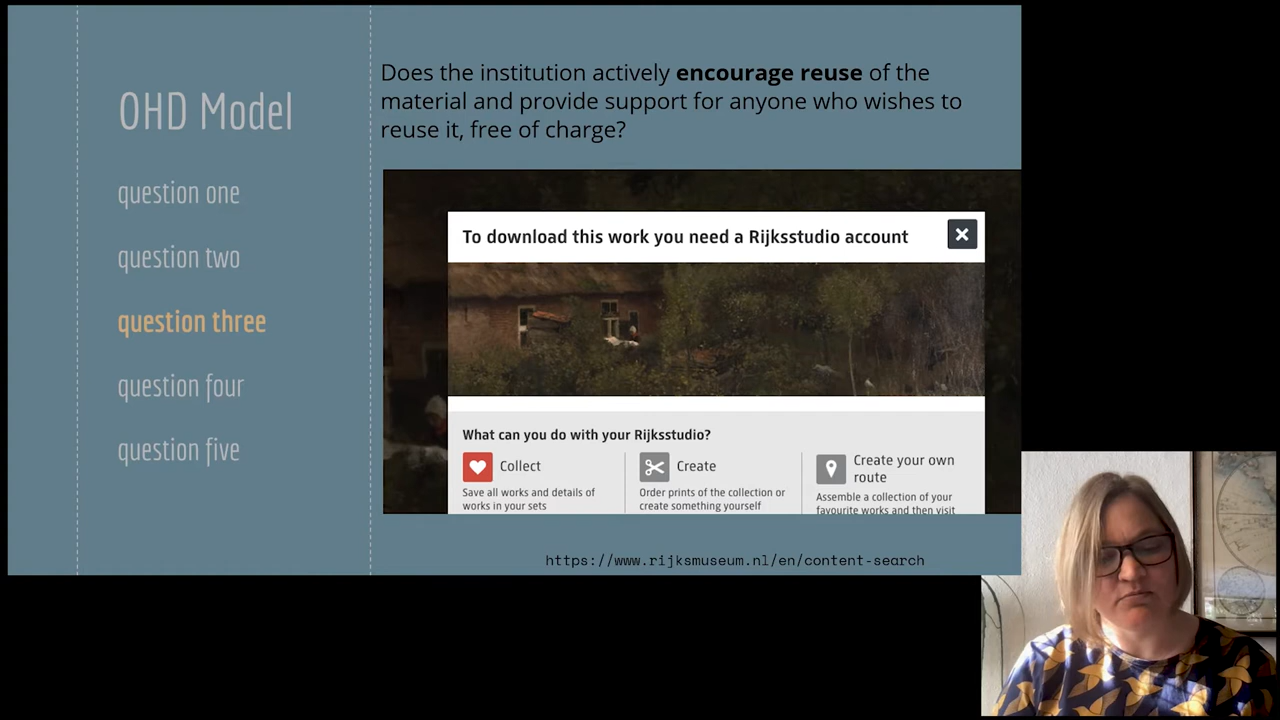 OHD Model
question one
question two
question three
question four
question five
Does the institution actively encourage reuse of the
material and provide support for anyone who wishes to
reuse it, free of charge?
To download this work you need a Rijksstudio account
What can you do with your Rijksstudio?
Collect
Save all works and details of
works in your sets
Create
Order prints of the collection or
create something yourself
Create your own
route
Assemble a collection of your
favourite works and then visit
https://www.rijksmuseum.nl/en/content-search